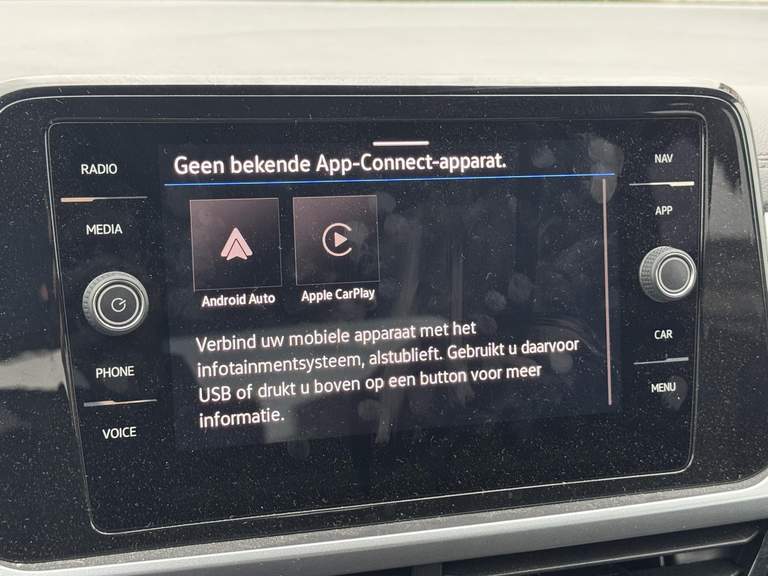 Geen bekende App-Connect-apparat.
RADIO
MEDIA
PHONE
VOICE
Android Auto
Apple CarPlay
Verbind uw mobiele apparaat met het
infotainmentsysteem, alstublieft. Gebruikt u daarvoor
USB of drukt u boven op een button voor meer
informatie.
NAV
APP
CAR
MENU